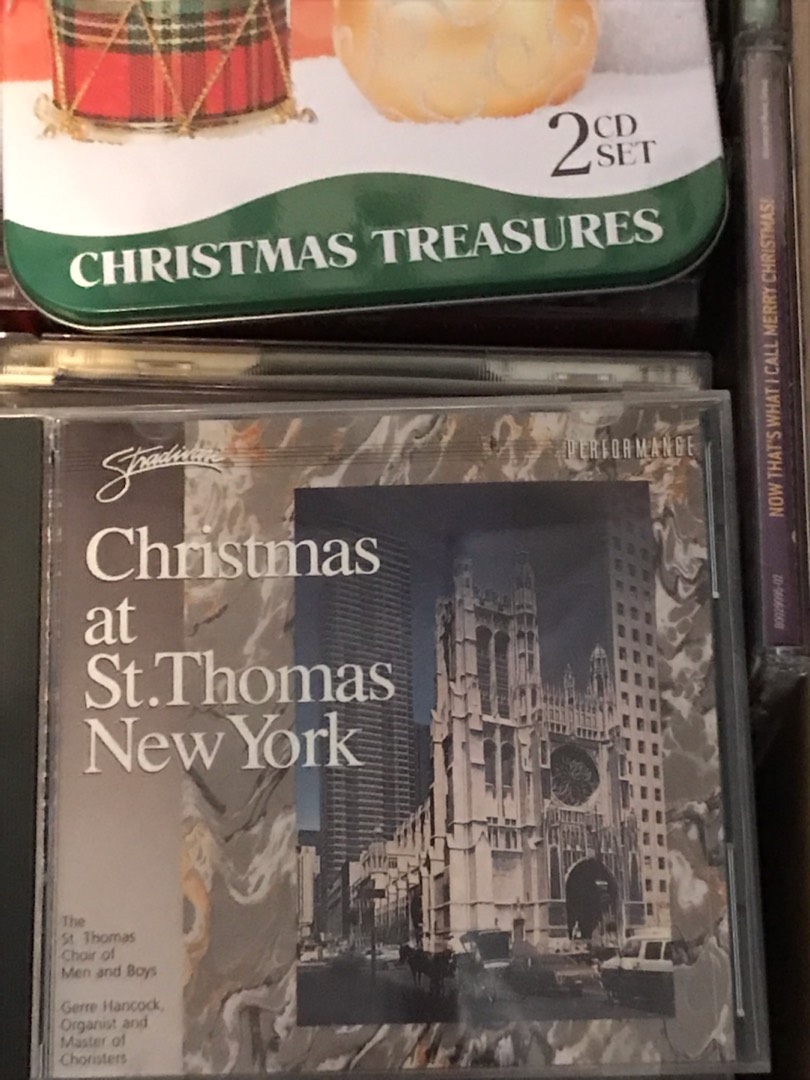 2 CD
SET
CHRISTMAS TREASURES
NOW THAT'S WHAT I CALL MERRY CHRISTMAS!
Stradivari
PERFORMANCE
Christmas
at
St. Thomas
New York
The
St. Thomas
Choir of
Men and Boys
Gerre Hancock,
Organist and
Master of
Choristers